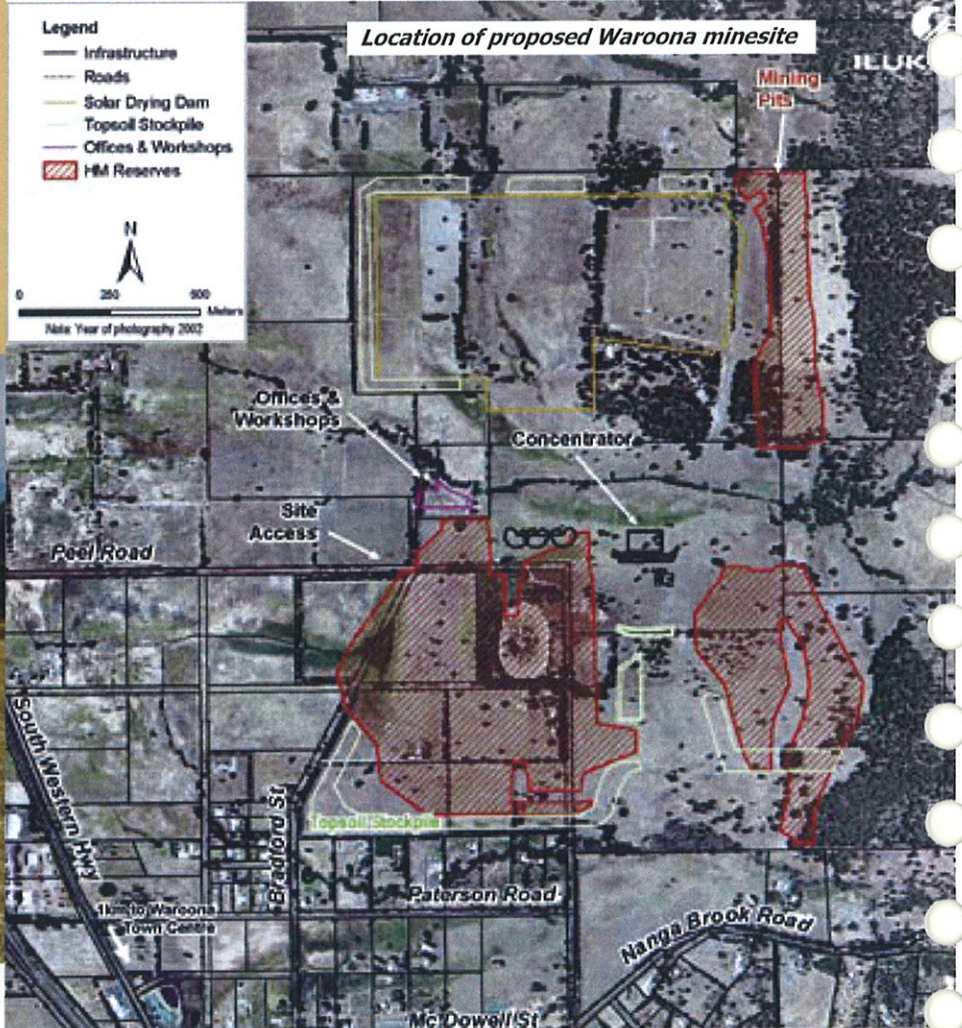 Legend
Infrastructure
Roads
Solar Drying Dam
Topsoil Stockpile
Offices & Workshops
HM Reserves
N
0 250 500 Meters
Note: Year of photography 2002
Location of proposed Waroona minesite
ILUK
Mining
Pits
Offices &
Workshops
Concentrator
Site
Access
Peel Road
South Western Hwy
Bradford St
Topsoil Stockpile
Paterson Road
1km to Waroona
Town Centre
Nanga Brook Road
Mc Dowell St